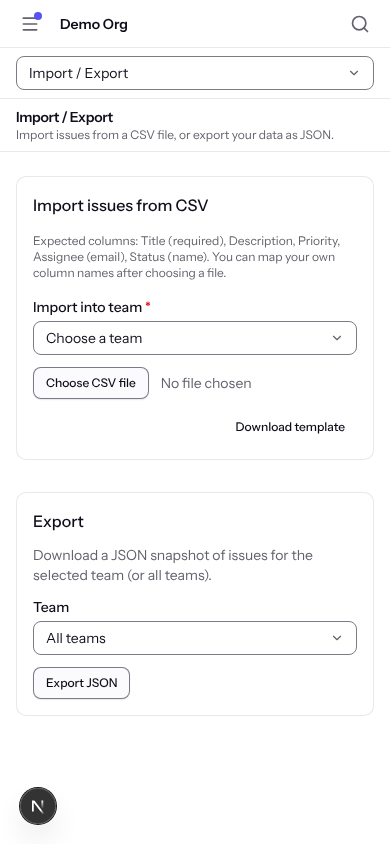 Demo Org
Import / Export
Import / Export
Import issues from a CSV file, or export your data as JSON.
Import issues from CSV
Expected columns: Title (required), Description, Priority,
Assignee (email), Status (name). You can map your own
column names after choosing a file.
Import into team *
Choose a team
Choose CSV file No file chosen
Download template
Export
Download a JSON snapshot of issues for the
selected team (or all teams).
Team
All teams
Export JSON
N